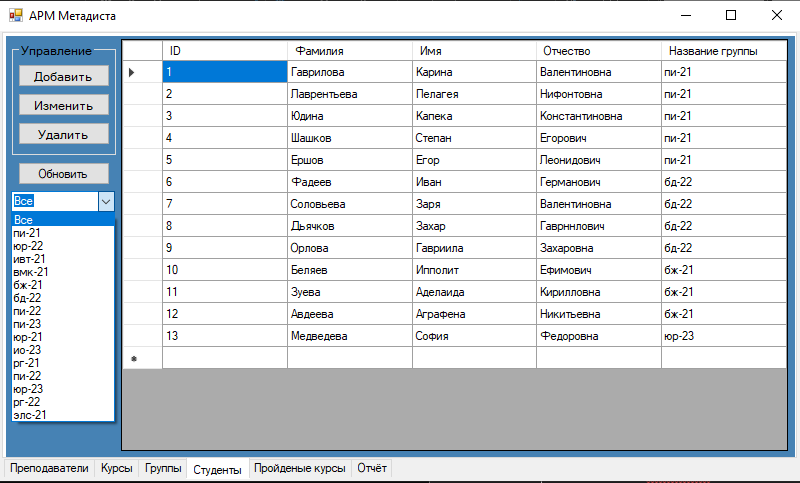 АРМ Метадиста
Управление
Добавить
Изменить
Удалить
Обновить
Все
Все
пи-21
юр-22
ивт-21
вмк-21
бж-21
бд-22
пи-22
пи-23
юр-21
ио-23
рг-21
пи-22
юр-23
рг-22
элс-21
ID Фамилия Имя Отчество Название группы
1 Гаврилова Карина Валентиновна пи-21
2 Лаврентьева Пелагея Нифонтовна пи-21
3 Юдина Капека Константиновна пи-21
4 Шашков Степан Егорович пи-21
5 Ершов Егор Леонидович пи-21
6 Фадеев Иван Германович бд-22
7 Соловьева Заря Валентиновна бд-22
8 Дьячков Захар Гаврннлович бд-22
9 Орлова Гавриила Захаровна бд-22
10 Беляев Ипполит Ефимович бж-21
11 Зуева Аделаида Кирилловна бж-21
12 Авдеева Аграфена Никитьевна бж-21
13 Медведева София Федоровна юр-23
Преподаватели Курсы Группы Студенты Пройденые курсы Отчёт